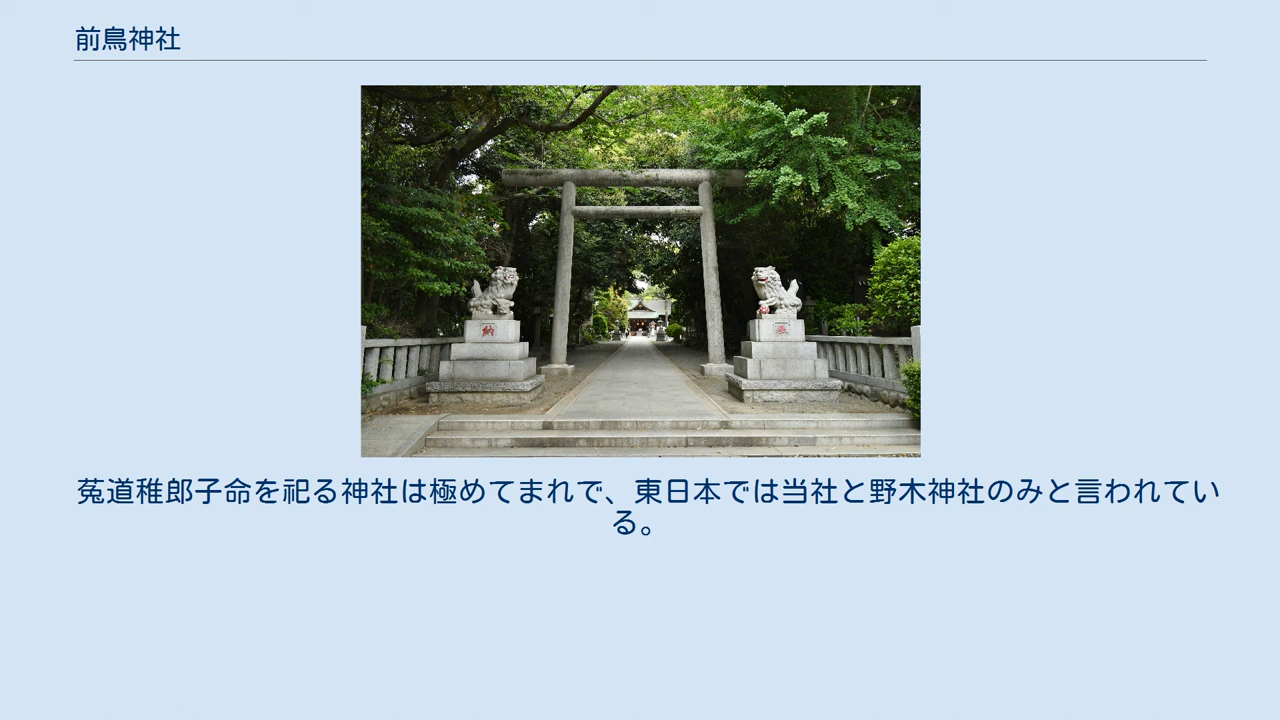 前鳥神社
納
菟道稚郎子命を祀る神社は極めてまれで、東日本では当社と野木神社のみと言われてい
る。